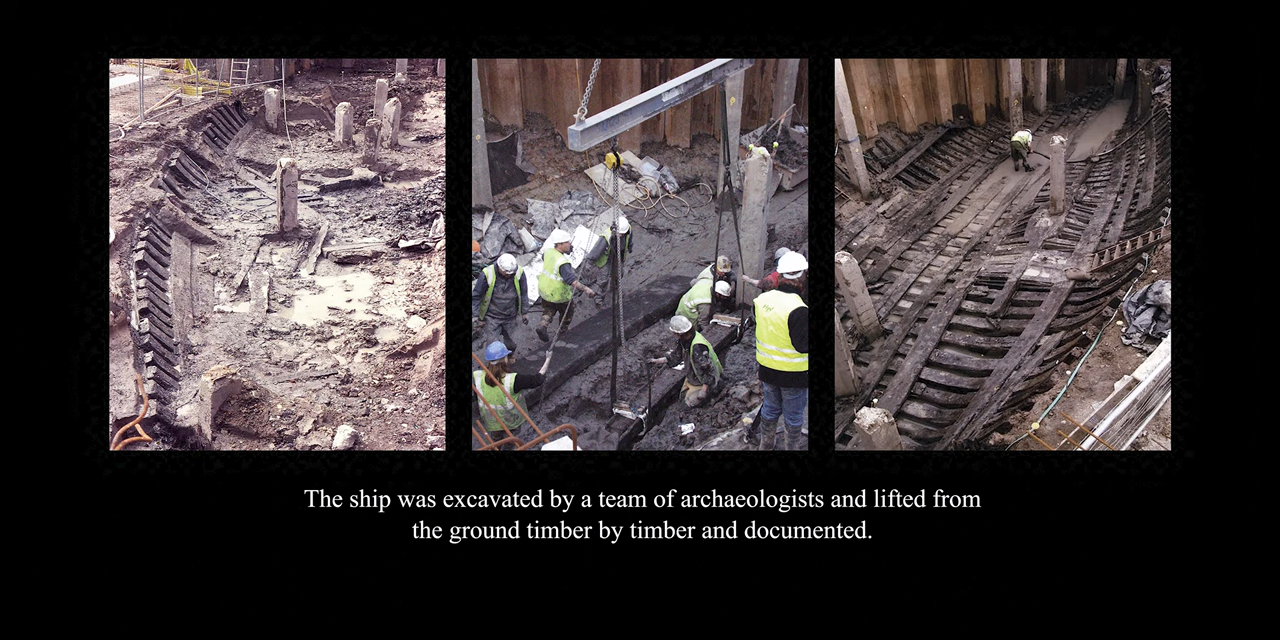 The ship was excavated by a team of archaeologists and lifted from
the ground timber by timber and documented.